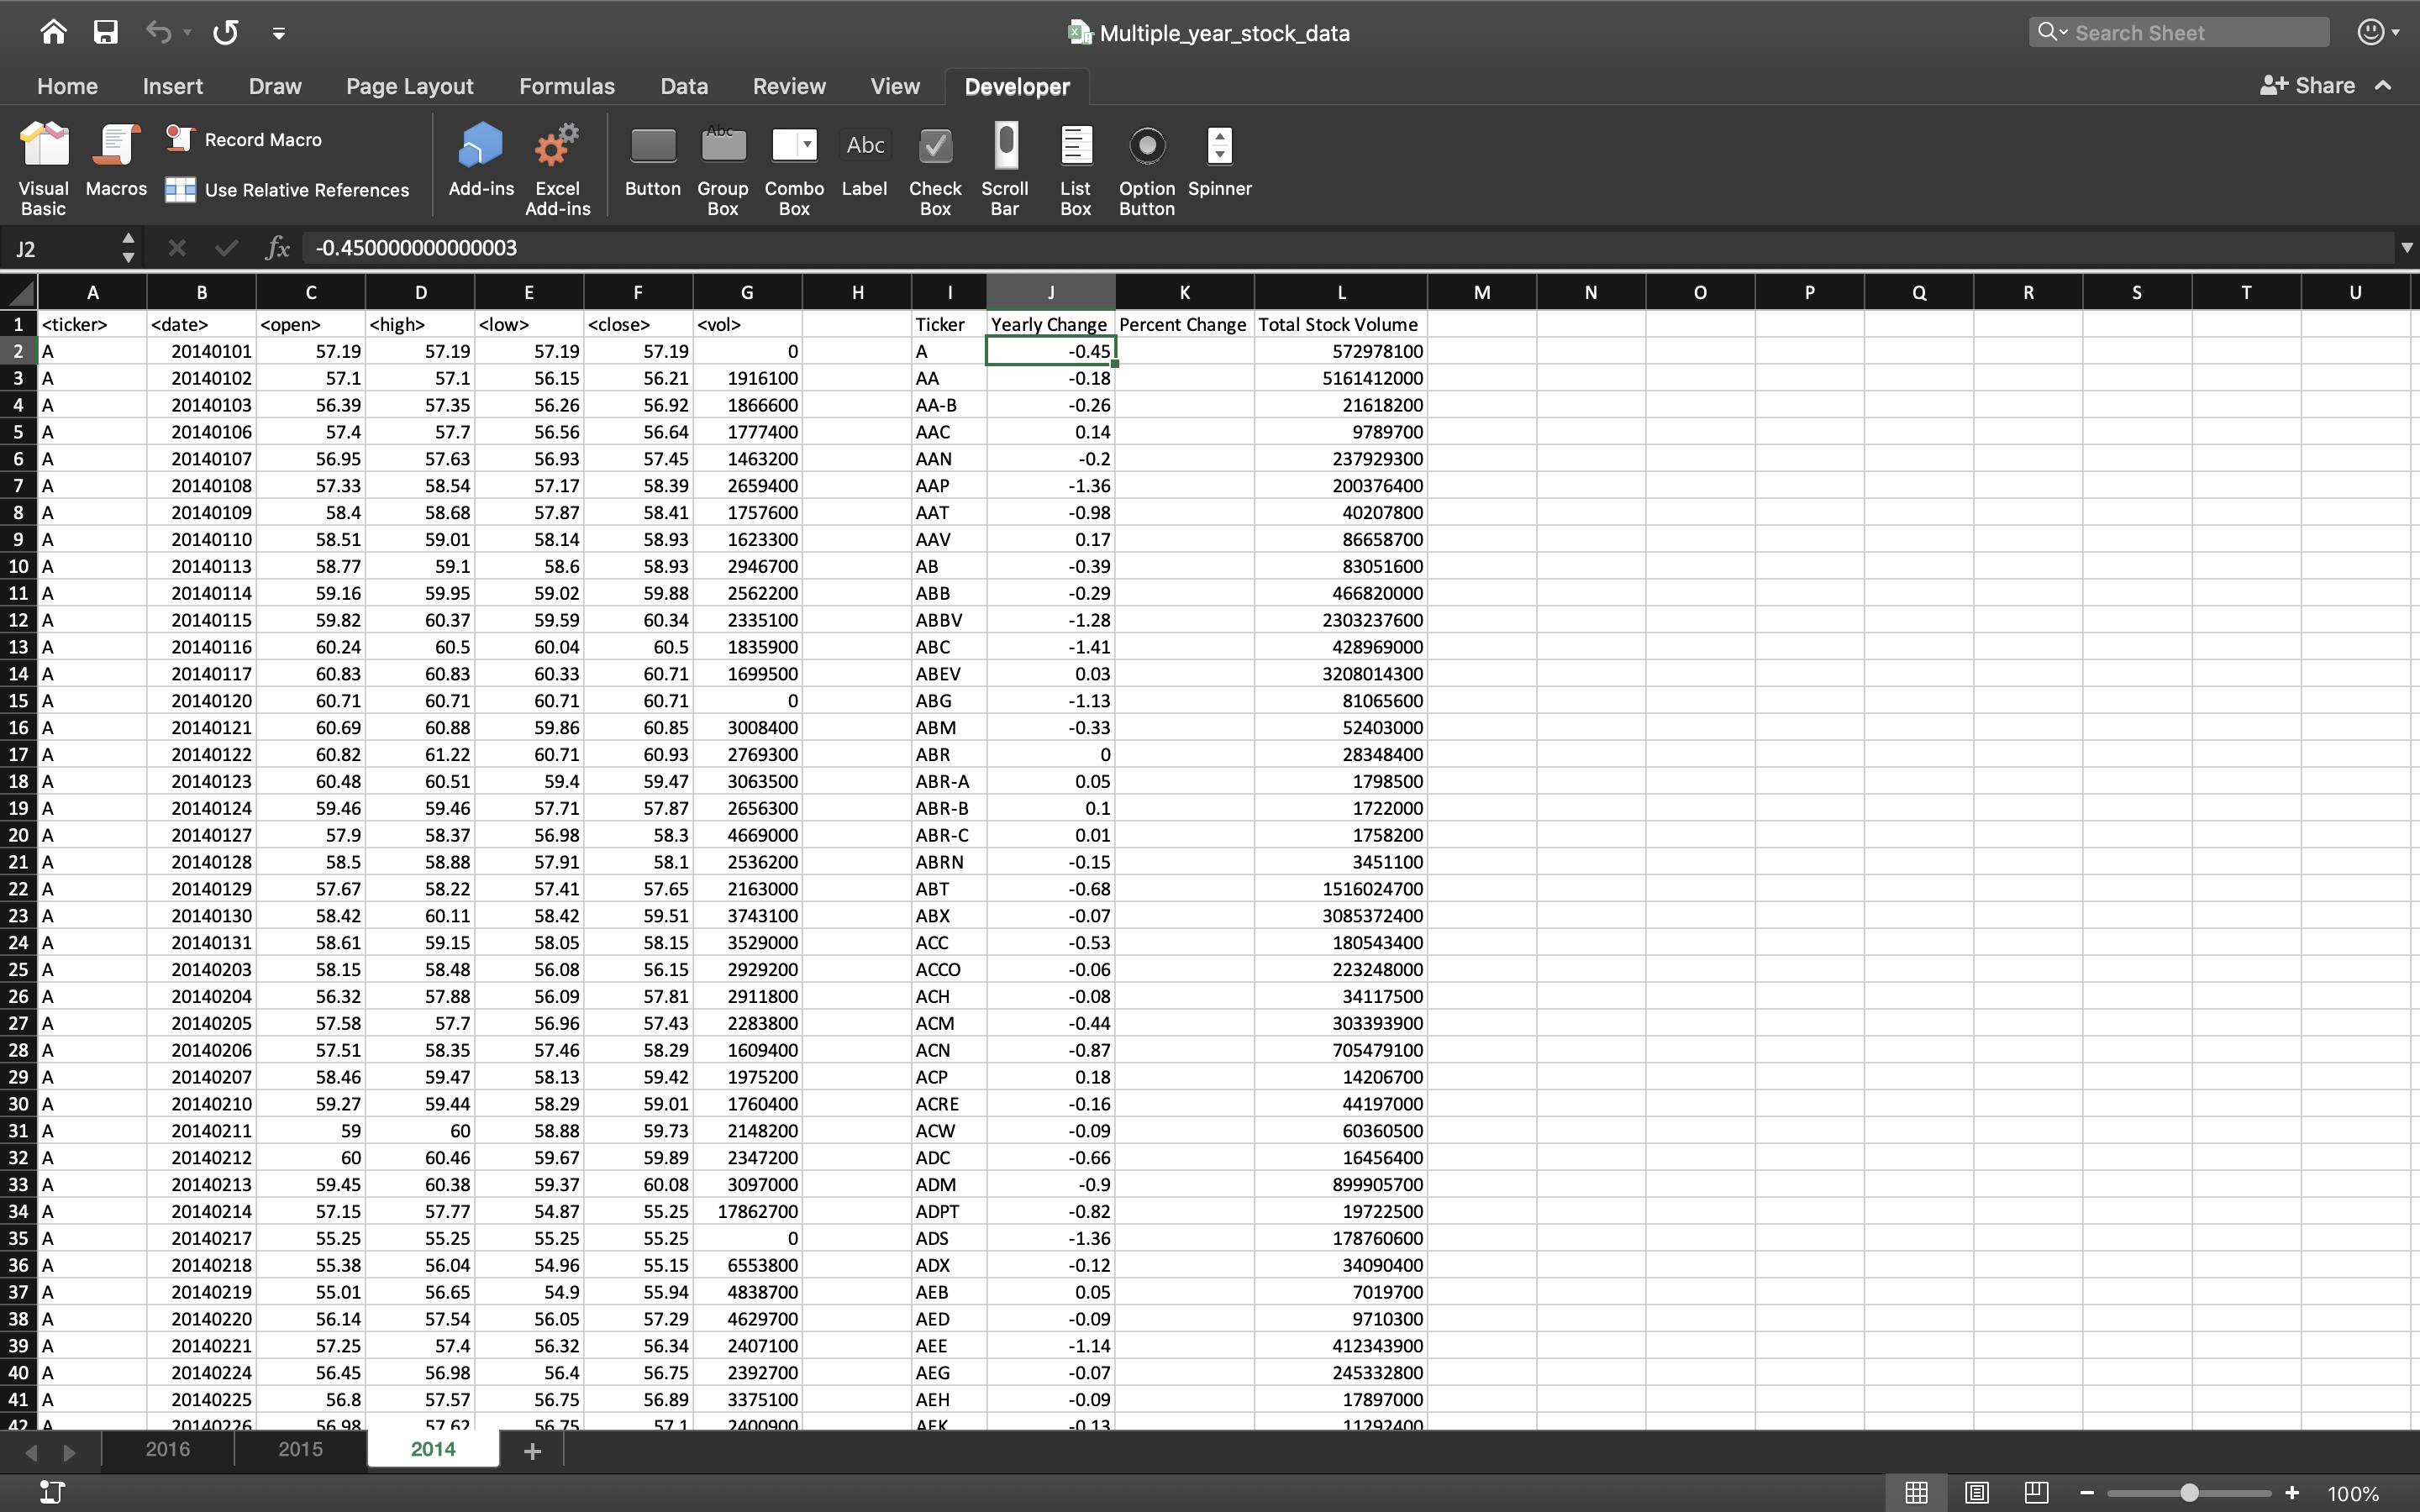 Multiple_year_stock_data
Search Sheet
Home Insert Draw Page Layout Formulas Data Review View Developer Share
Visual Basic Macros Record Macro Use Relative References Add-ins Excel Add-ins Button Abc Group Box Combo Box Abc Label Check Box Scroll Bar List Box Option Button Spinner
J2 fx -0.450000000000003
A B C D E F G H I J K L M N O P Q R S T U
1 <ticker> <date> <open> <high> <low> <close> <vol> Ticker Yearly Change Percent Change Total Stock Volume
2 A 20140101 57.19 57.19 57.19 57.19 0 A -0.45 572978100
3 A 20140102 57.1 57.1 56.15 56.21 1916100 AA -0.18 5161412000
4 A 20140103 56.39 57.35 56.26 56.92 1866600 AA-B -0.26 21618200
5 A 20140106 57.4 57.7 56.56 56.64 1777400 AAC 0.14 9789700
6 A 20140107 56.95 57.63 56.93 57.45 1463200 AAN -0.2 237929300
7 A 20140108 57.33 58.54 57.17 58.39 2659400 AAP -1.36 200376400
8 A 20140109 58.4 58.68 57.87 58.41 1757600 AAT -0.98 40207800
9 A 20140110 58.51 59.01 58.14 58.93 1623300 AAV 0.17 86658700
10 A 20140113 58.77 59.1 58.6 58.93 2946700 AB -0.39 83051600
11 A 20140114 59.16 59.95 59.02 59.88 2562200 ABB -0.29 466820000
12 A 20140115 59.82 60.37 59.59 60.34 2335100 ABBV -1.28 2303237600
13 A 20140116 60.24 60.5 60.04 60.5 1835900 ABC -1.41 428969000
14 A 20140117 60.83 60.83 60.33 60.71 1699500 ABEV 0.03 3208014300
15 A 20140120 60.71 60.71 60.71 60.71 0 ABG -1.13 81065600
16 A 20140121 60.69 60.88 59.86 60.85 3008400 ABM -0.33 52403000
17 A 20140122 60.82 61.22 60.71 60.93 2769300 ABR 0 28348400
18 A 20140123 60.48 60.51 59.4 59.47 3063500 ABR-A 0.05 1798500
19 A 20140124 59.46 59.46 57.71 57.87 2656300 ABR-B 0.1 1722000
20 A 20140127 57.9 58.37 56.98 58.3 4669000 ABR-C 0.01 1758200
21 A 20140128 58.5 58.88 57.91 58.1 2536200 ABRN -0.15 3451100
22 A 20140129 57.67 58.22 57.41 57.65 2163000 ABT -0.68 1516024700
23 A 20140130 58.42 60.11 58.42 59.51 3743100 ABX -0.07 3085372400
24 A 20140131 58.61 59.15 58.05 58.15 3529000 ACC -0.53 180543400
25 A 20140203 58.15 58.48 56.08 56.15 2929200 ACCO -0.06 223248000
26 A 20140204 56.32 57.88 56.09 57.81 2911800 ACH -0.08 34117500
27 A 20140205 57.58 57.7 56.96 57.43 2283800 ACM -0.44 303393900
28 A 20140206 57.51 58.35 57.46 58.29 1609400 ACN -0.87 705479100
29 A 20140207 58.46 59.47 58.13 59.42 1975200 ACP 0.18 14206700
30 A 20140210 59.27 59.44 58.29 59.01 1760400 ACRE -0.16 44197000
31 A 20140211 59 60 58.88 59.73 2148200 ACW -0.09 60360500
32 A 20140212 60 60.46 59.67 59.89 2347200 ADC -0.66 16456400
33 A 20140213 59.45 60.38 59.37 60.08 3097000 ADM -0.9 899905700
34 A 20140214 57.15 57.77 54.87 55.25 17862700 ADPT -0.82 19722500
35 A 20140217 55.25 55.25 55.25 55.25 0 ADS -1.36 178760600
36 A 20140218 55.38 56.04 54.96 55.15 6553800 ADX -0.12 34090400
37 A 20140219 55.01 56.65 54.9 55.94 4838700 AEB 0.05 7019700
38 A 20140220 56.14 57.54 56.05 57.29 4629700 AED -0.09 9710300
39 A 20140221 57.25 57.4 56.32 56.34 2407100 AEE -1.14 412343900
40 A 20140224 56.45 56.98 56.4 56.75 2392700 AEG -0.07 245332800
41 A 20140225 56.8 57.57 56.75 56.89 3375100 AEH -0.09 17897000
42 A 20140226 56.98 57.62 56.75 57.1 2400900 AEK -0.13 11292400
2016 2015 2014 +
100%